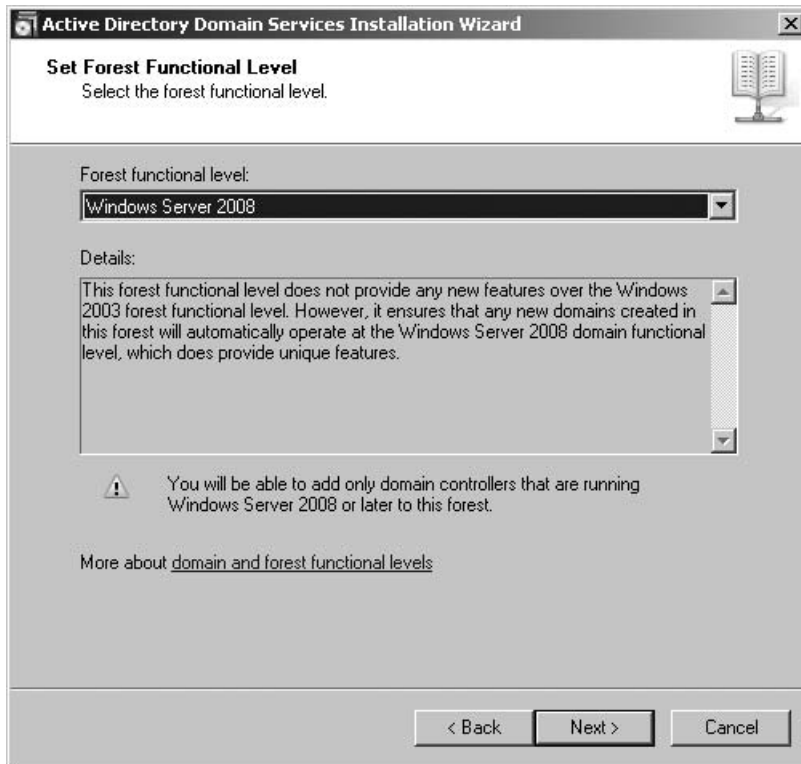 Active Directory Domain Services Installation Wizard
Set Forest Functional Level
Select the forest functional level.
Forest functional level:
Windows Server 2008
Details:
This forest functional level does not provide any new features over the Windows
2003 forest functional level. However, it ensures that any new domains created in
this forest will automatically operate at the Windows Server 2008 domain functional
level, which does provide unique features.
You will be able to add only domain controllers that are running
Windows Server 2008 or later to this forest.
More about domain and forest functional levels
< Back Next > Cancel